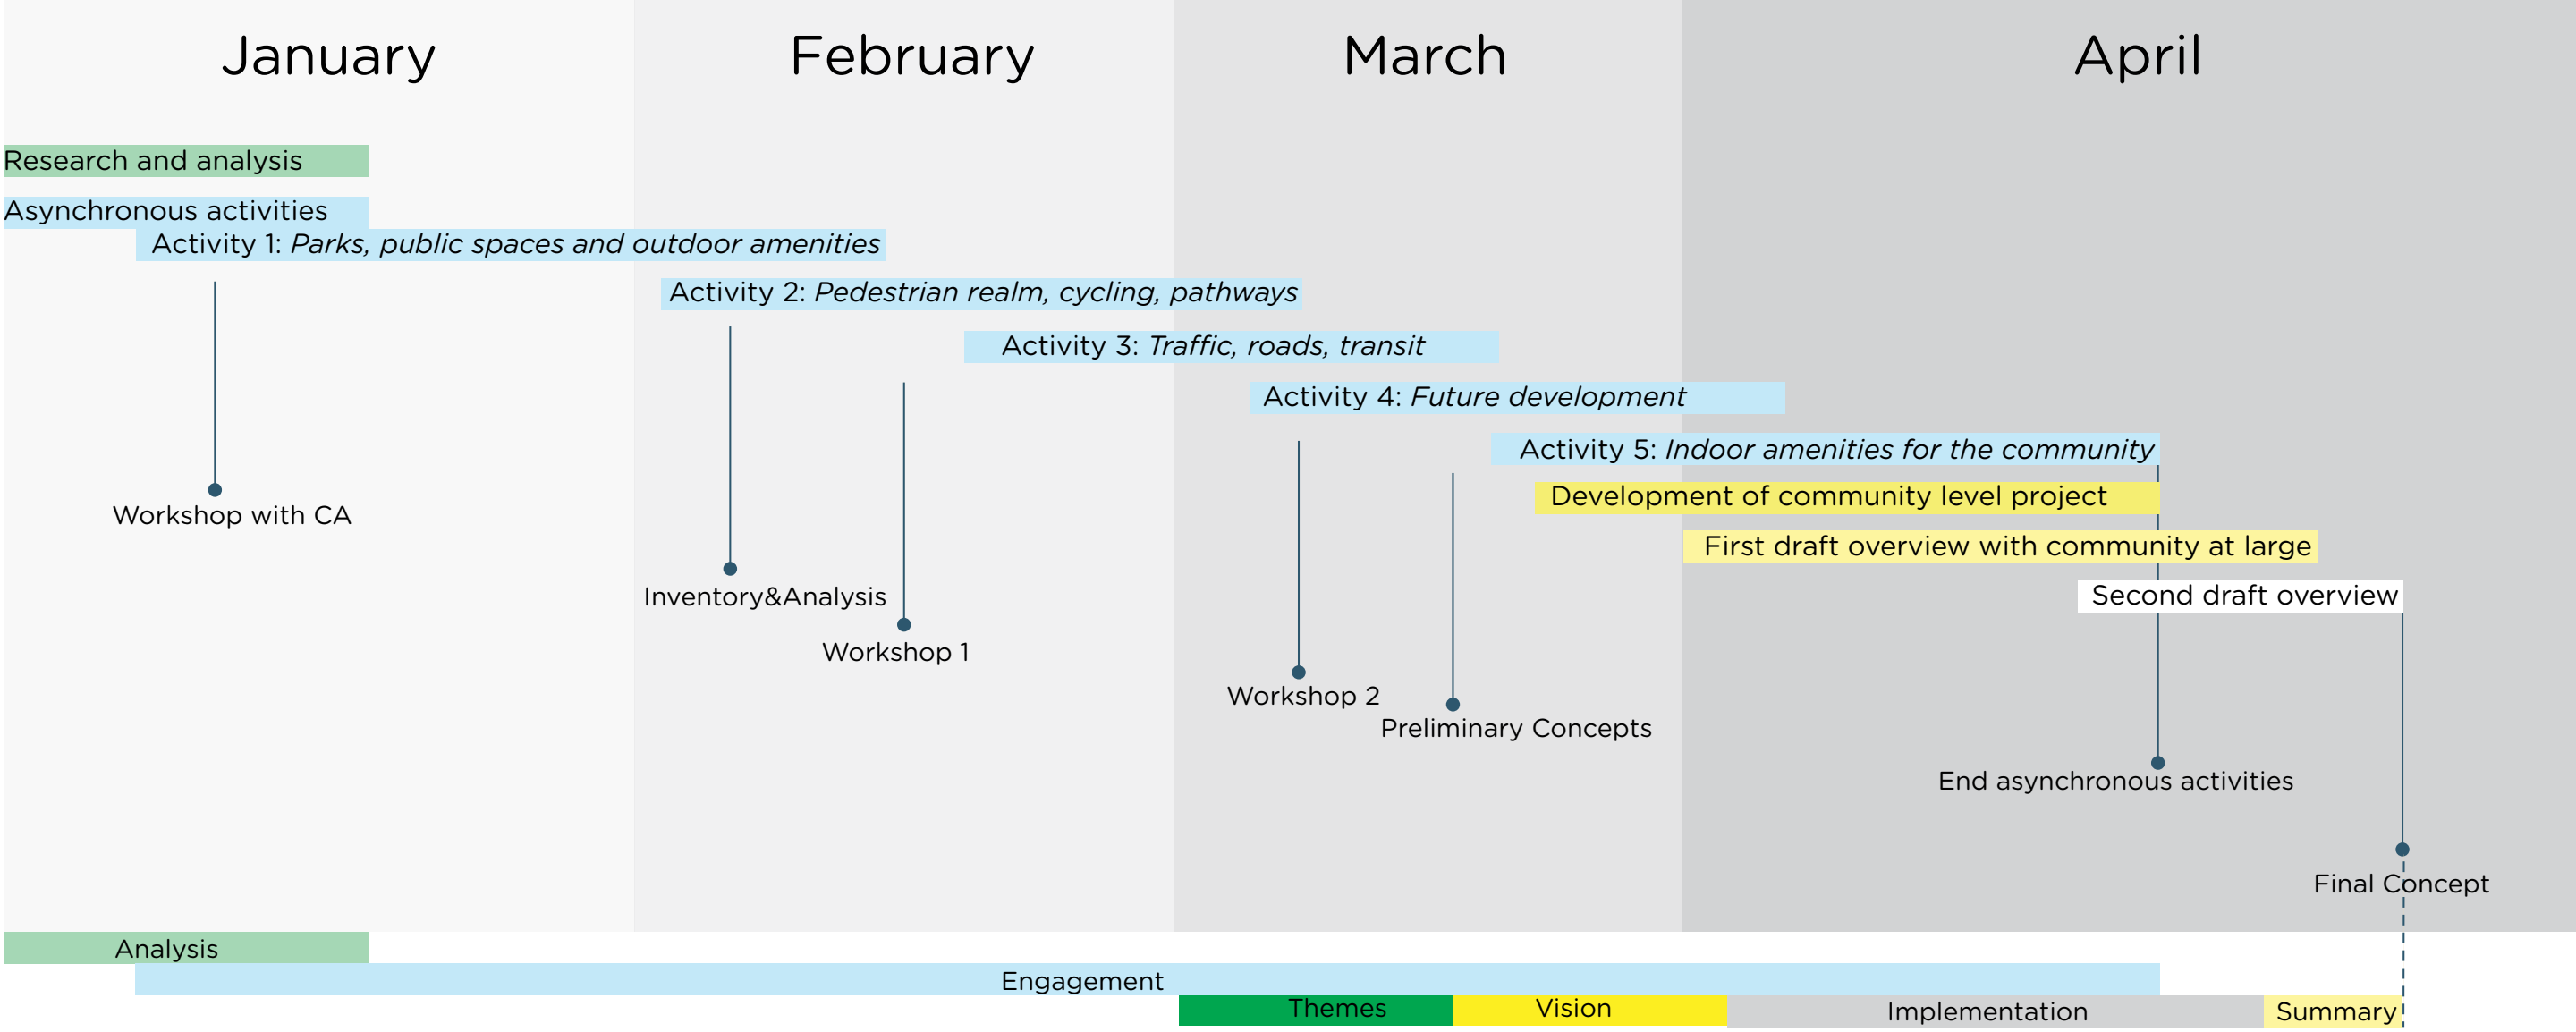 January
February
March
April
Research and analysis
Asynchronous activities
Activity 1: Parks, public spaces and outdoor amenities
Activity 2: Pedestrian realm, cycling, pathways
Activity 3: Traffic, roads, transit
Activity 4: Future development
Activity 5: Indoor amenities for the community
Development of community level project
Workshop with CA
First draft overview with community at large
Second draft overview
Inventory&Analysis
Workshop 1
Workshop 2
Preliminary Concepts
End asynchronous activities
Final Concept
Analysis
Engagement
Themes
Vision
Implementation
Summary